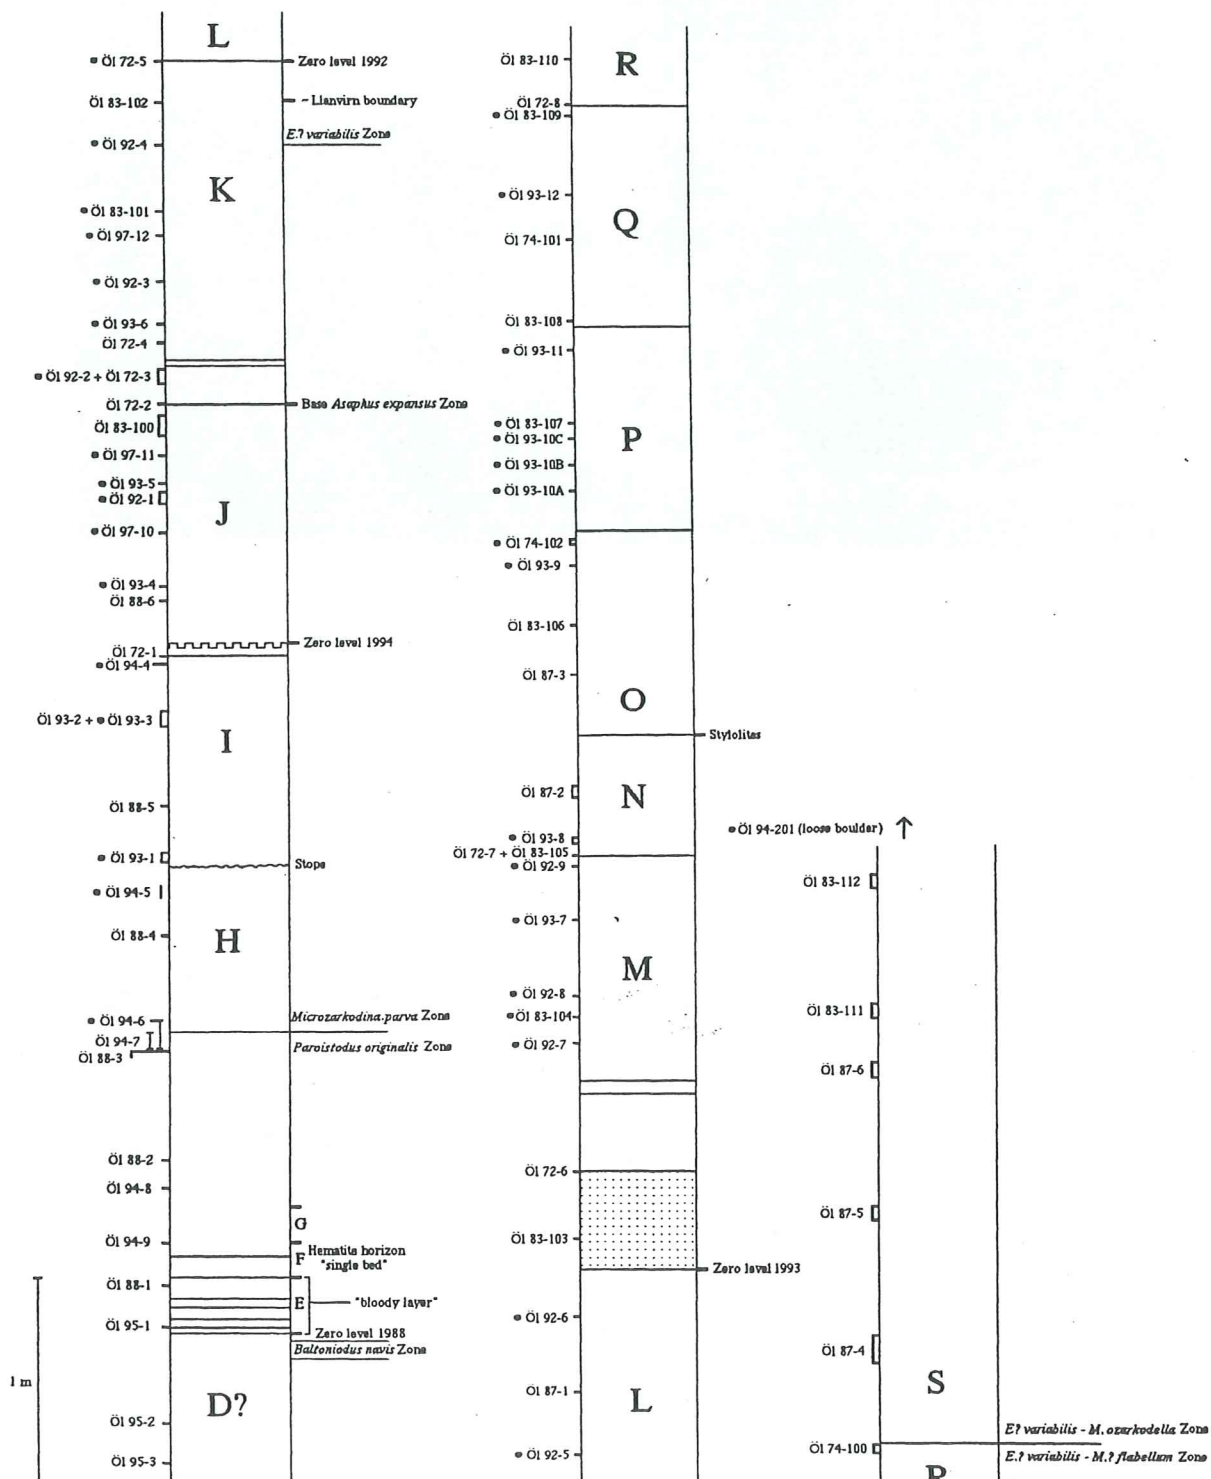 L
Öl 72-5
Zero level 1992
Öl 83-102
~ Llanvirn boundary
E.? variabilis Zone
Öl 92-4
K
Öl 83-101
Öl 97-12
Öl 92-3
Öl 93-6
Öl 72-4
Öl 92-2 + Öl 72-3
Öl 72-2
Base Asaphus expansus Zone
Öl 83-100
Öl 97-11
Öl 93-5
Öl 92-1
J
Öl 97-10
Öl 93-4
Öl 88-6
Zero level 1994
Öl 72-1
Öl 94-4
Öl 93-2 + Öl 93-3
I
Öl 88-5
Öl 93-1
Stops
Öl 94-5
Öl 88-4
H
Öl 94-6
Microzarkodina.parva Zone
Öl 94-7
Paroistodus originalis Zone
Öl 88-3
Öl 88-2
Öl 94-8
G
Öl 94-9
F
Hematite horizon
"single bed"
Öl 88-1
E
"bloody layer"
Öl 95-1
Zero level 1988
Baltoniodus navis Zone
1 m
D?
Öl 95-2
Öl 95-3
Öl 83-110
R
Öl 72-8
Öl 83-109
Öl 93-12
Q
Öl 74-101
Öl 83-108
Öl 93-11
Öl 83-107
Öl 93-10C
P
Öl 93-10B
Öl 93-10A
Öl 74-102
Öl 93-9
Öl 83-106
Öl 87-3
O
Stylolites
Öl 87-2
N
Öl 93-8
Öl 72-7 + Öl 83-105
Öl 92-9
Öl 93-7
M
Öl 92-8
Öl 83-104
Öl 92-7
Öl 72-6
Öl 83-103
Zero level 1993
Öl 92-6
Öl 87-1
L
Öl 92-5
Öl 94-201 (loose boulder)
Öl 83-112
Öl 83-111
Öl 87-6
Öl 87-5
Öl 87-4
S
E? variabilis - M. ozarkodella Zone
Öl 74-100
E.? variabilis - M.? flabellum Zone